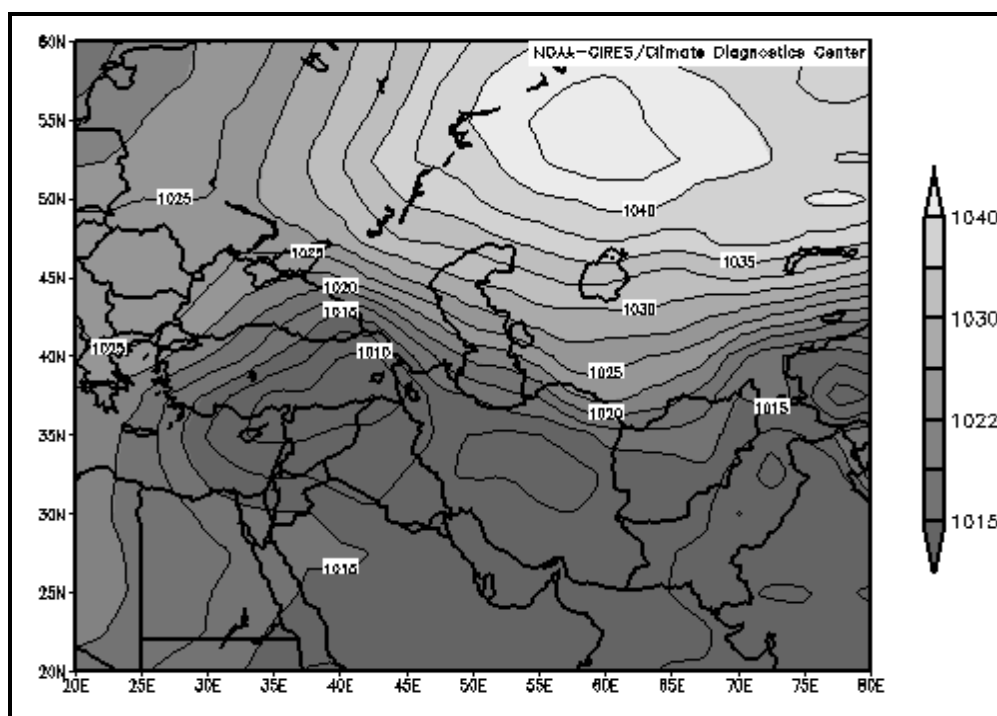 60N
NOAA-CIRES/Climate Diagnostics Center
55N
50N
1025
1040
1040
45N
1025
1035
1020
1030
1015
1030
40N
1025
1010
1025
1020
1015
35N
1022
30N
1015
1015
25N
20N
20E 25E 30E 35E 40E 45E 50E 55E 60E 65E 70E 75E 80E